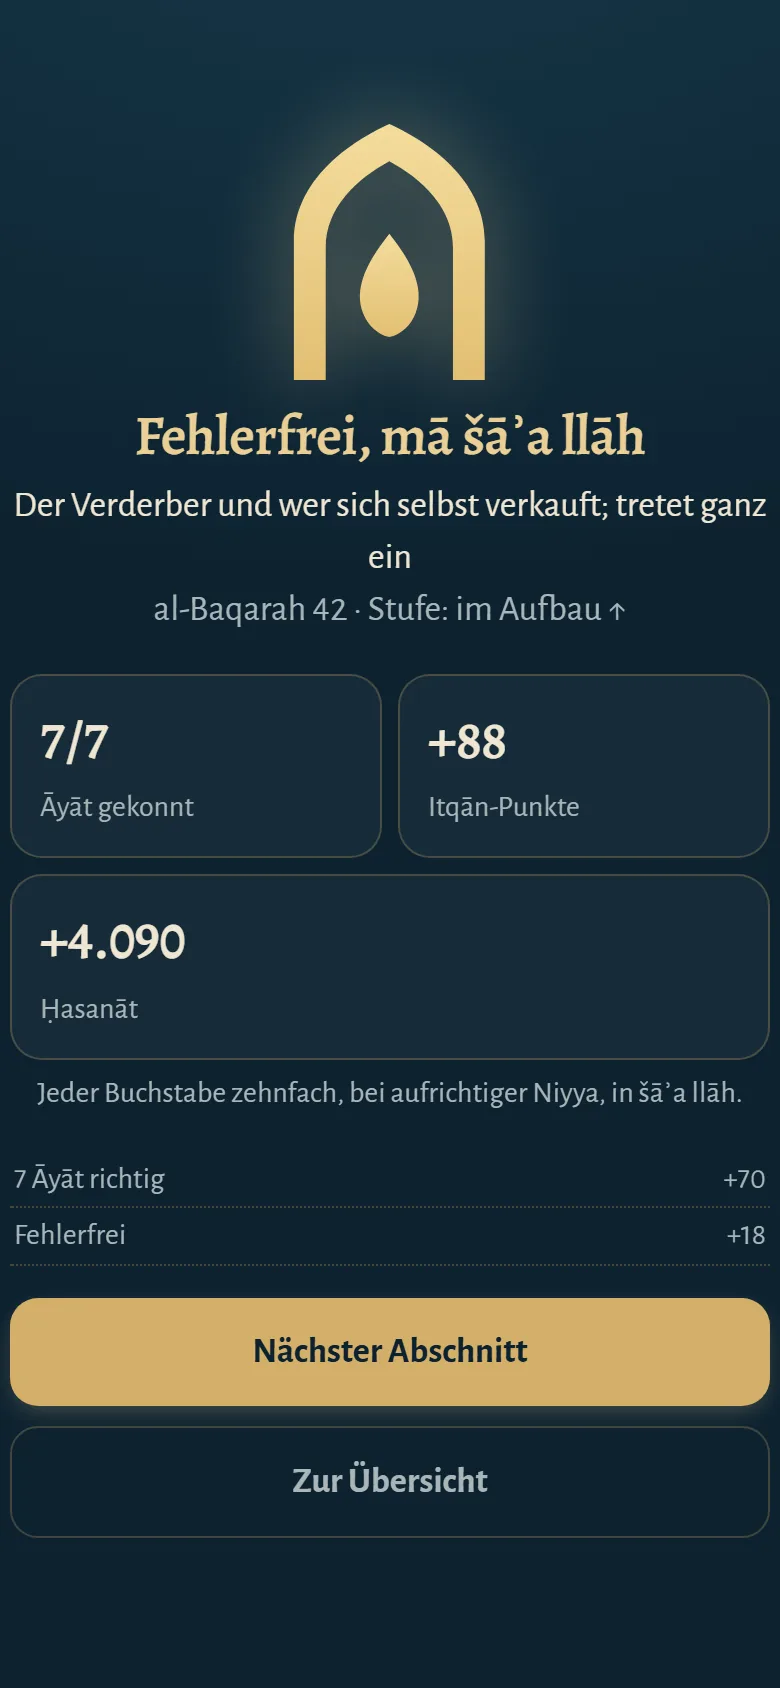 Fehlerfrei, mā šāʾa llāh
Der Verderber und wer sich selbst verkauft; tretet ganz
ein
al-Baqarah 42 · Stufe: im Aufbau ↑
7/7
Āyāt gekonnt
+88
Itqān-Punkte
+4.090
Ḥasanāt
Jeder Buchstabe zehnfach, bei aufrichtiger Niyya, in šāʾa llāh.
7 Āyāt richtig +70
Fehlerfrei +18
Nächster Abschnitt
Zur Übersicht